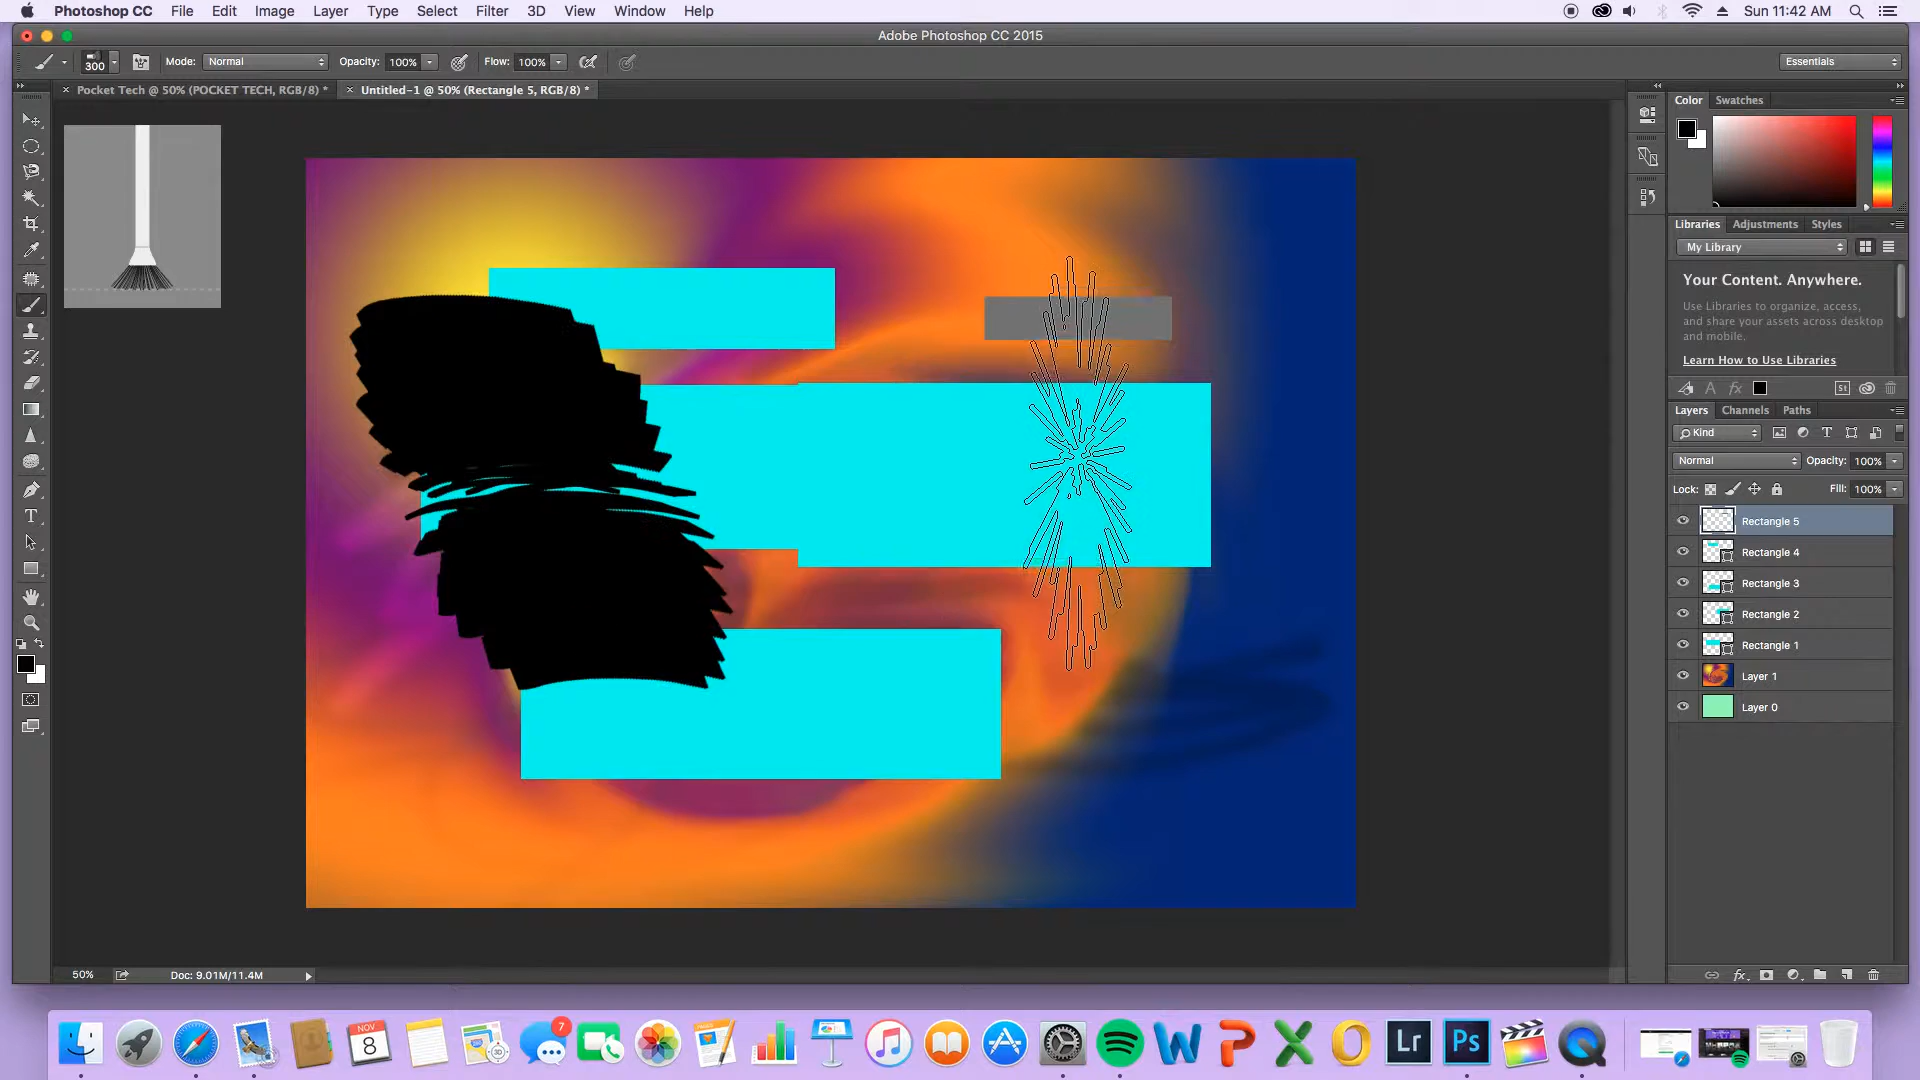 Photoshop CC File Edit Image Layer Type Select Filter 3D View Window Help Sun 11:42 AM
Adobe Photoshop CC 2015
300 Mode: Normal Opacity: 100% Flow: 100% Essentials
× Pocket Tech @ 50% (POCKET TECH, RGB/8) * × Untitled-1 @ 50% (Rectangle 5, RGB/8) *
Color Swatches
Libraries Adjustments Styles
My Library
Your Content. Anywhere.
Use Libraries to organize, access,
and share your assets across desktop
and mobile.
Learn How to Use Libraries
A fx St
Layers Channels Paths
Kind T
Normal Opacity: 100%
Lock: Fill: 100%
Rectangle 5
Rectangle 4
Rectangle 3
Rectangle 2
Rectangle 1
Layer 1
Layer 0
T
50% Doc: 9.01M/11.4M fx
NOV
8
7
W P X O Lr Ps